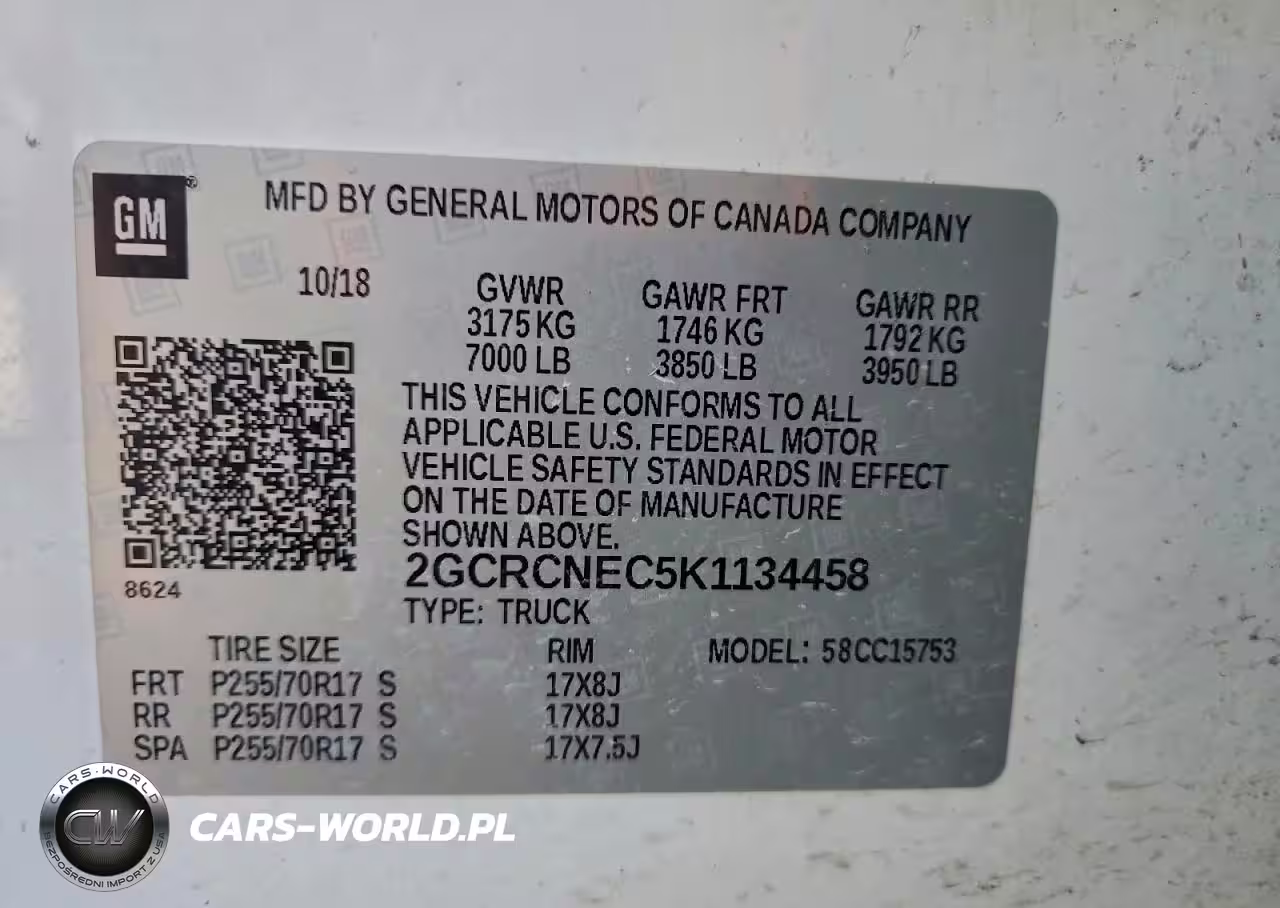 GM®
MFD BY GENERAL MOTORS OF CANADA COMPANY
10/18 GVWR GAWR FRT GAWR RR
3175 KG 1746 KG 1792 KG
7000 LB 3850 LB 3950 LB
THIS VEHICLE CONFORMS TO ALL
APPLICABLE U.S. FEDERAL MOTOR
VEHICLE SAFETY STANDARDS IN EFFECT
ON THE DATE OF MANUFACTURE
SHOWN ABOVE.
8624
2GCRCNEC5K1134458
TYPE: TRUCK
TIRE SIZE RIM MODEL: 58CC15753
FRT P255/70R17 S 17X8J
RR P255/70R17 S 17X8J
SPA P255/70R17 S 17X7.5J
CARS-WORLD
CW
BEZPOŚREDNI IMPORT Z USA
CARS-WORLD.PL